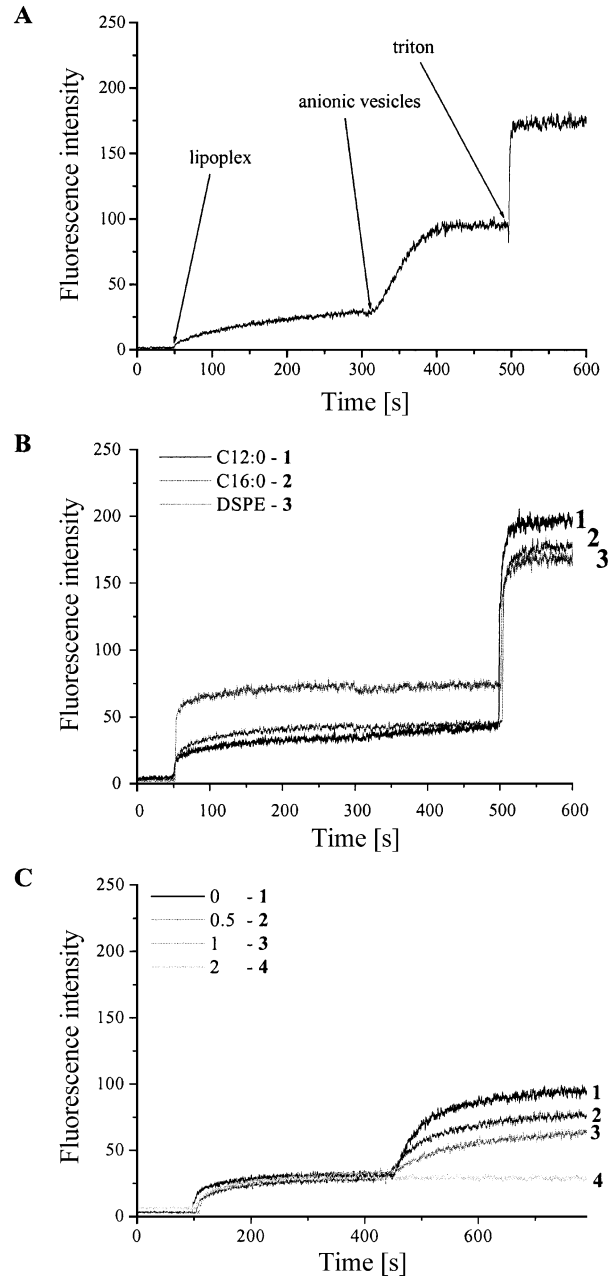 A
250
200
150
100
50
0
Fluorescence intensity
lipoplex
anionic vesicles
triton
0 100 200 300 400 500 600
Time [s]
B
250
200
150
100
50
0
Fluorescence intensity
C12:0 - 1
C16:0 - 2
DSPE - 3
1
2
3
0 100 200 300 400 500 600
Time [s]
C
250
200
150
100
50
0
Fluorescence intensity
0 - 1
0.5 - 2
1 - 3
2 - 4
1
2
3
4
0 200 400 600
Time [s]